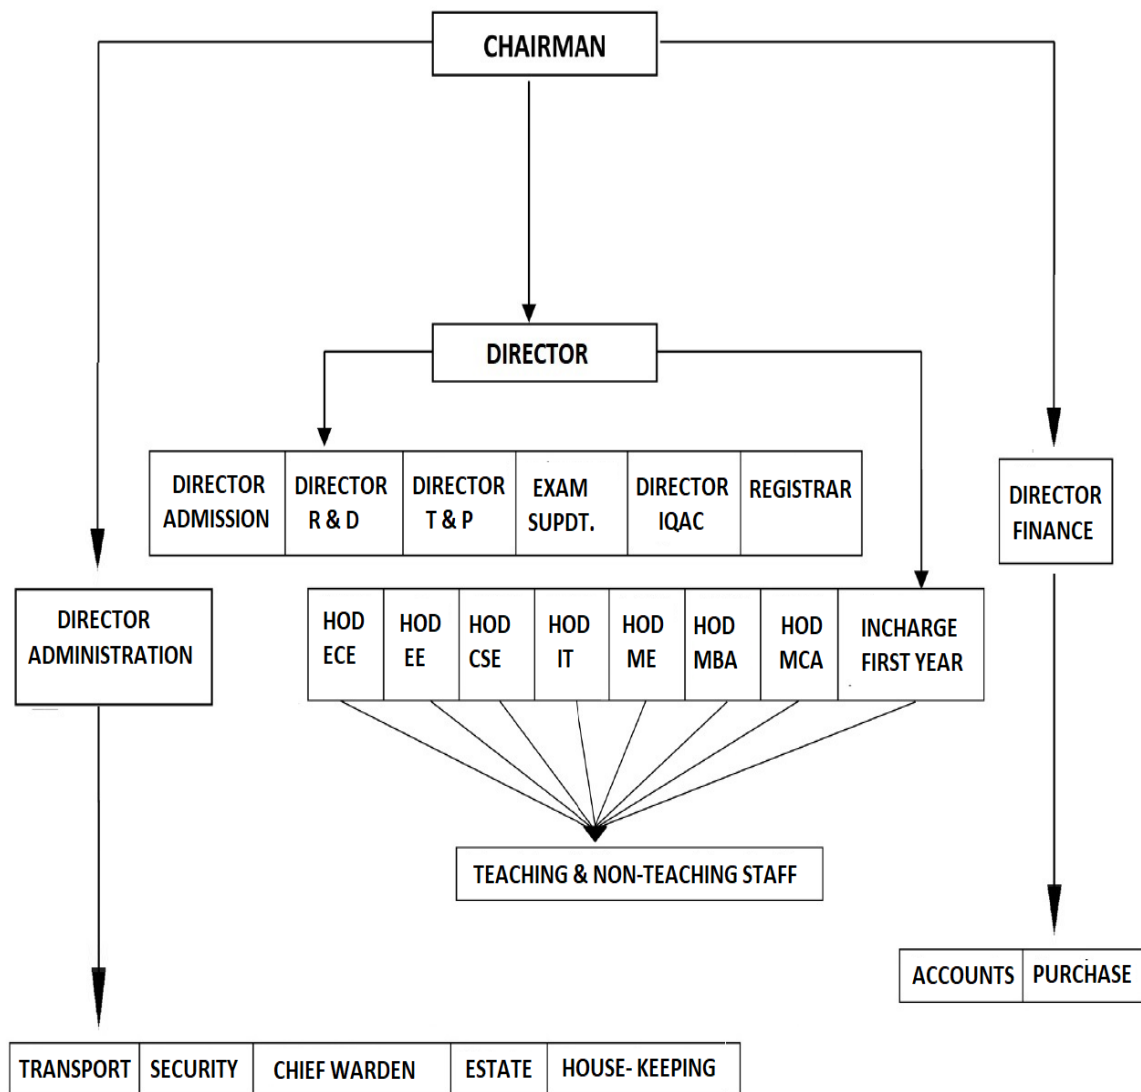 CHAIRMAN
DIRECTOR
DIRECTOR
ADMISSION
DIRECTOR
R & D
DIRECTOR
T & P
EXAM
SUPDT.
DIRECTOR
IQAC
REGISTRAR
DIRECTOR
FINANCE
DIRECTOR
ADMINISTRATION
HOD
ECE
HOD
EE
HOD
CSE
HOD
IT
HOD
ME
HOD
MBA
HOD
MCA
INCHARGE
FIRST YEAR
TEACHING & NON-TEACHING STAFF
ACCOUNTS
PURCHASE
TRANSPORT
SECURITY
CHIEF WARDEN
ESTATE
HOUSE- KEEPING